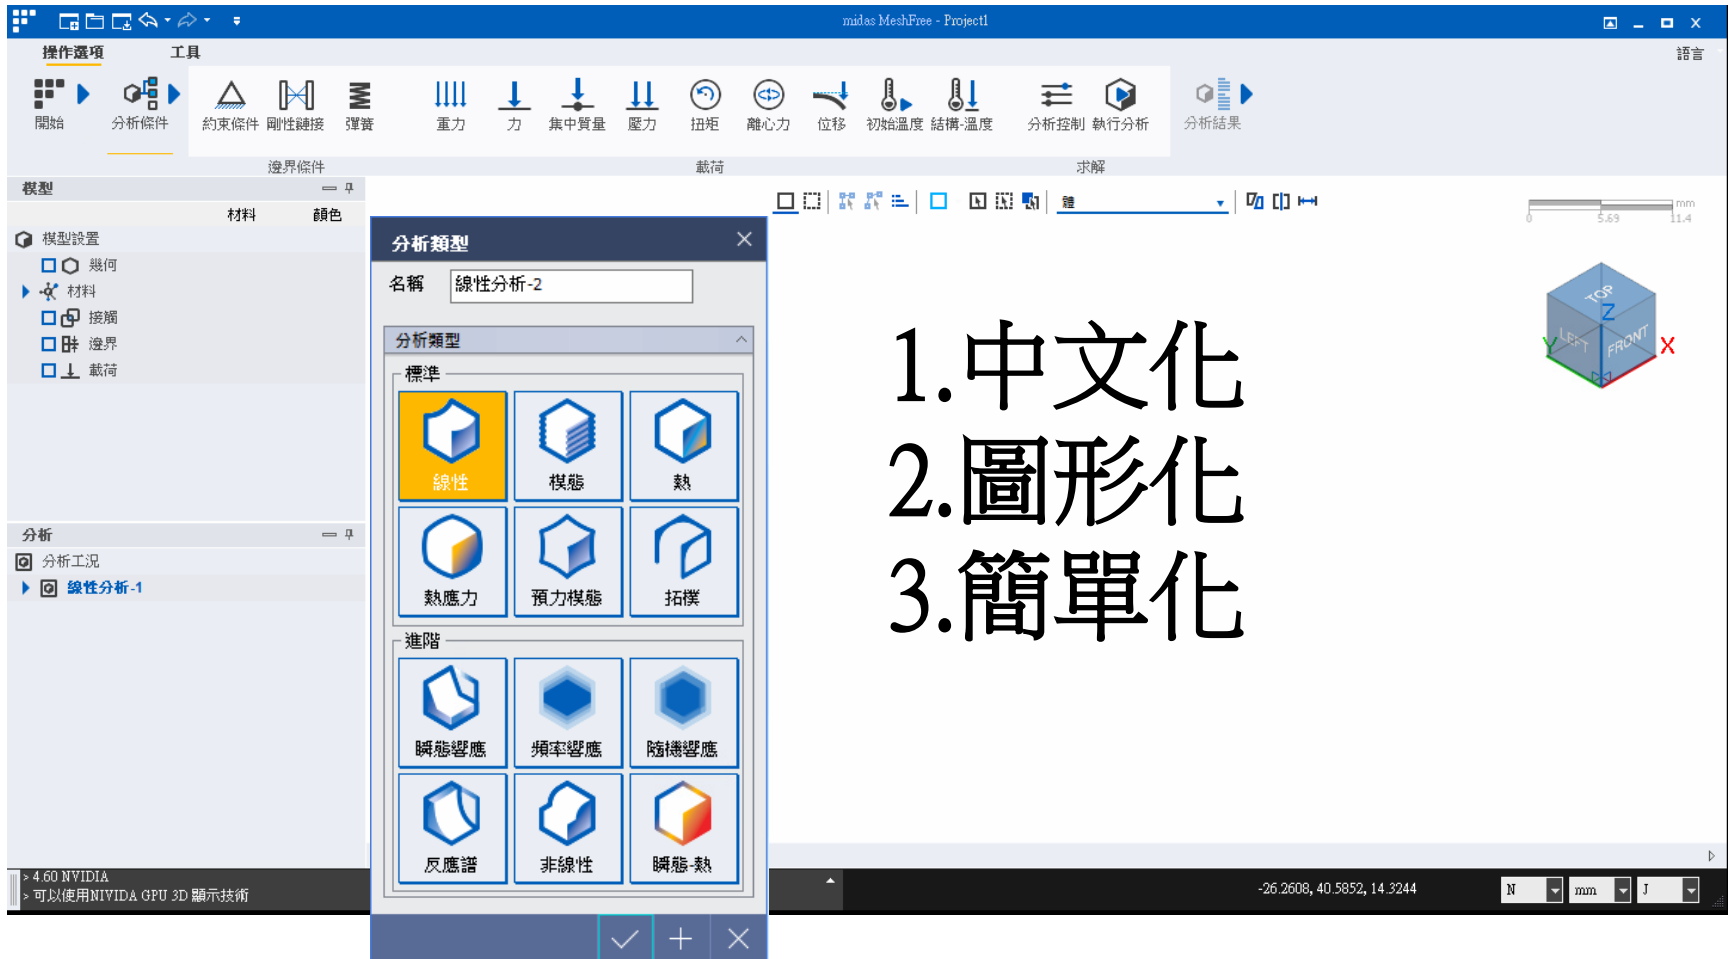 midas MeshFree - Project1
操作選項 工具 語言
開始 分析條件 約束條件 剛性鏈接 彈簧 重力 力 集中質量 壓力 扭矩 離心力 位移 初始溫度 結構-溫度 分析控制 執行分析 分析結果
邊界條件 載荷 求解
模型
材料 顏色
模型設置
幾何
材料
接觸
邊界
載荷
分析
分析工況
線性分析-1
分析類型
名稱 線性分析-2
分析類型
標準
線性 模態 熱
熱應力 預力模態 拓樸
進階
瞬態響應 頻率響應 隨機響應
反應譜 非線性 瞬態-熱
體
mm
0 5.69 11.4
TOP
Z
LEFT FRONT
Y X
1.中文化
2.圖形化
3.簡單化
> 4.60 NVIDIA
> 可以使用NIVIDA GPU 3D 顯示技術
-26.2608, 40.5852, 14.3244
N mm J